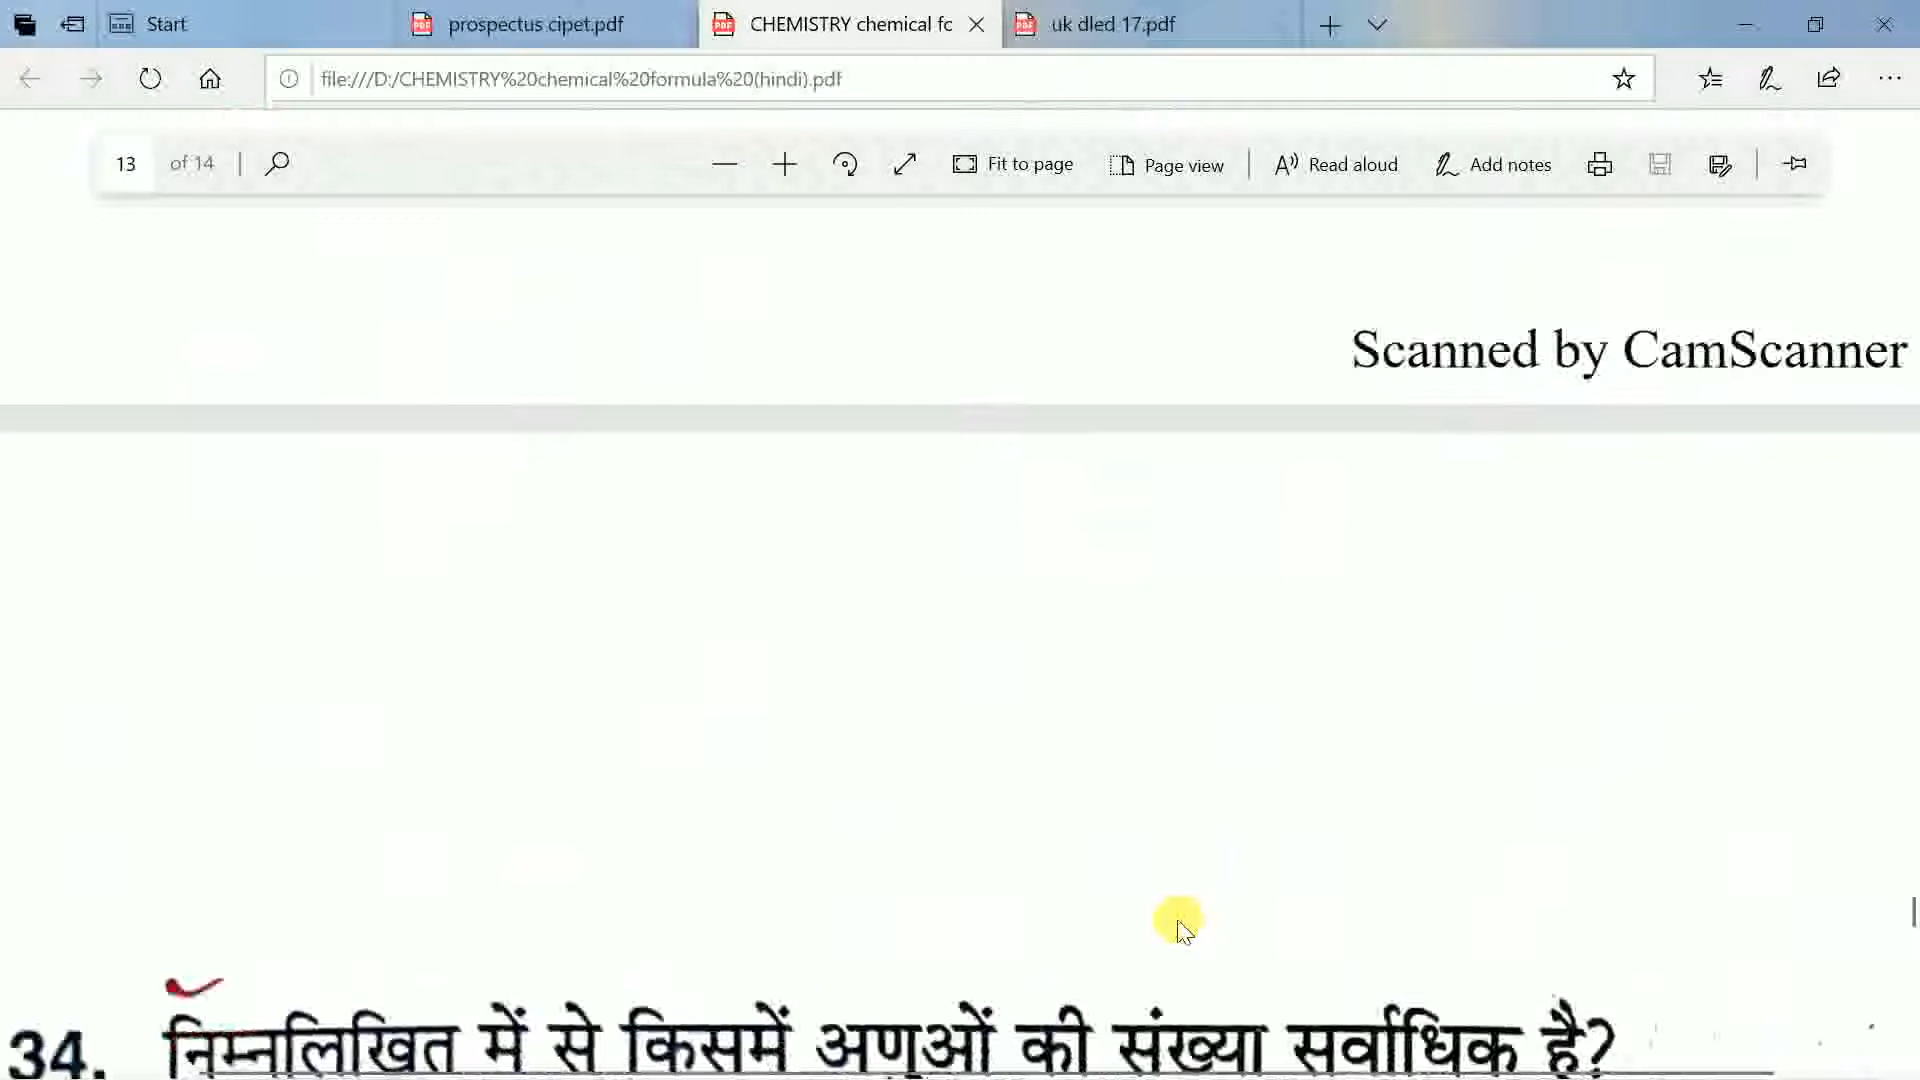 Start
prospectus cipet.pdf
CHEMISTRY chemical fc
uk dled 17.pdf
file:///D:/CHEMISTRY%20chemical%20formula%20(hindi).pdf
13 of 14
Fit to page
Page view
Read aloud
Add notes
Scanned by CamScanner
34. निम्नलिखित में से किसमें अणुओं की संख्या सर्वाधिक है?